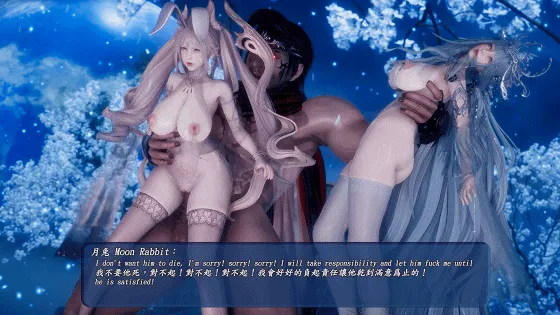 月兔 Moon Rabbit：
I don't want him to die, I'm sorry! sorry! sorry! I will take responsibility and let him fuck me until
我不要他死，對不起！對不起！對不起！我會好好的負起責任讓他乾到滿意為止的！
he is satisfied!